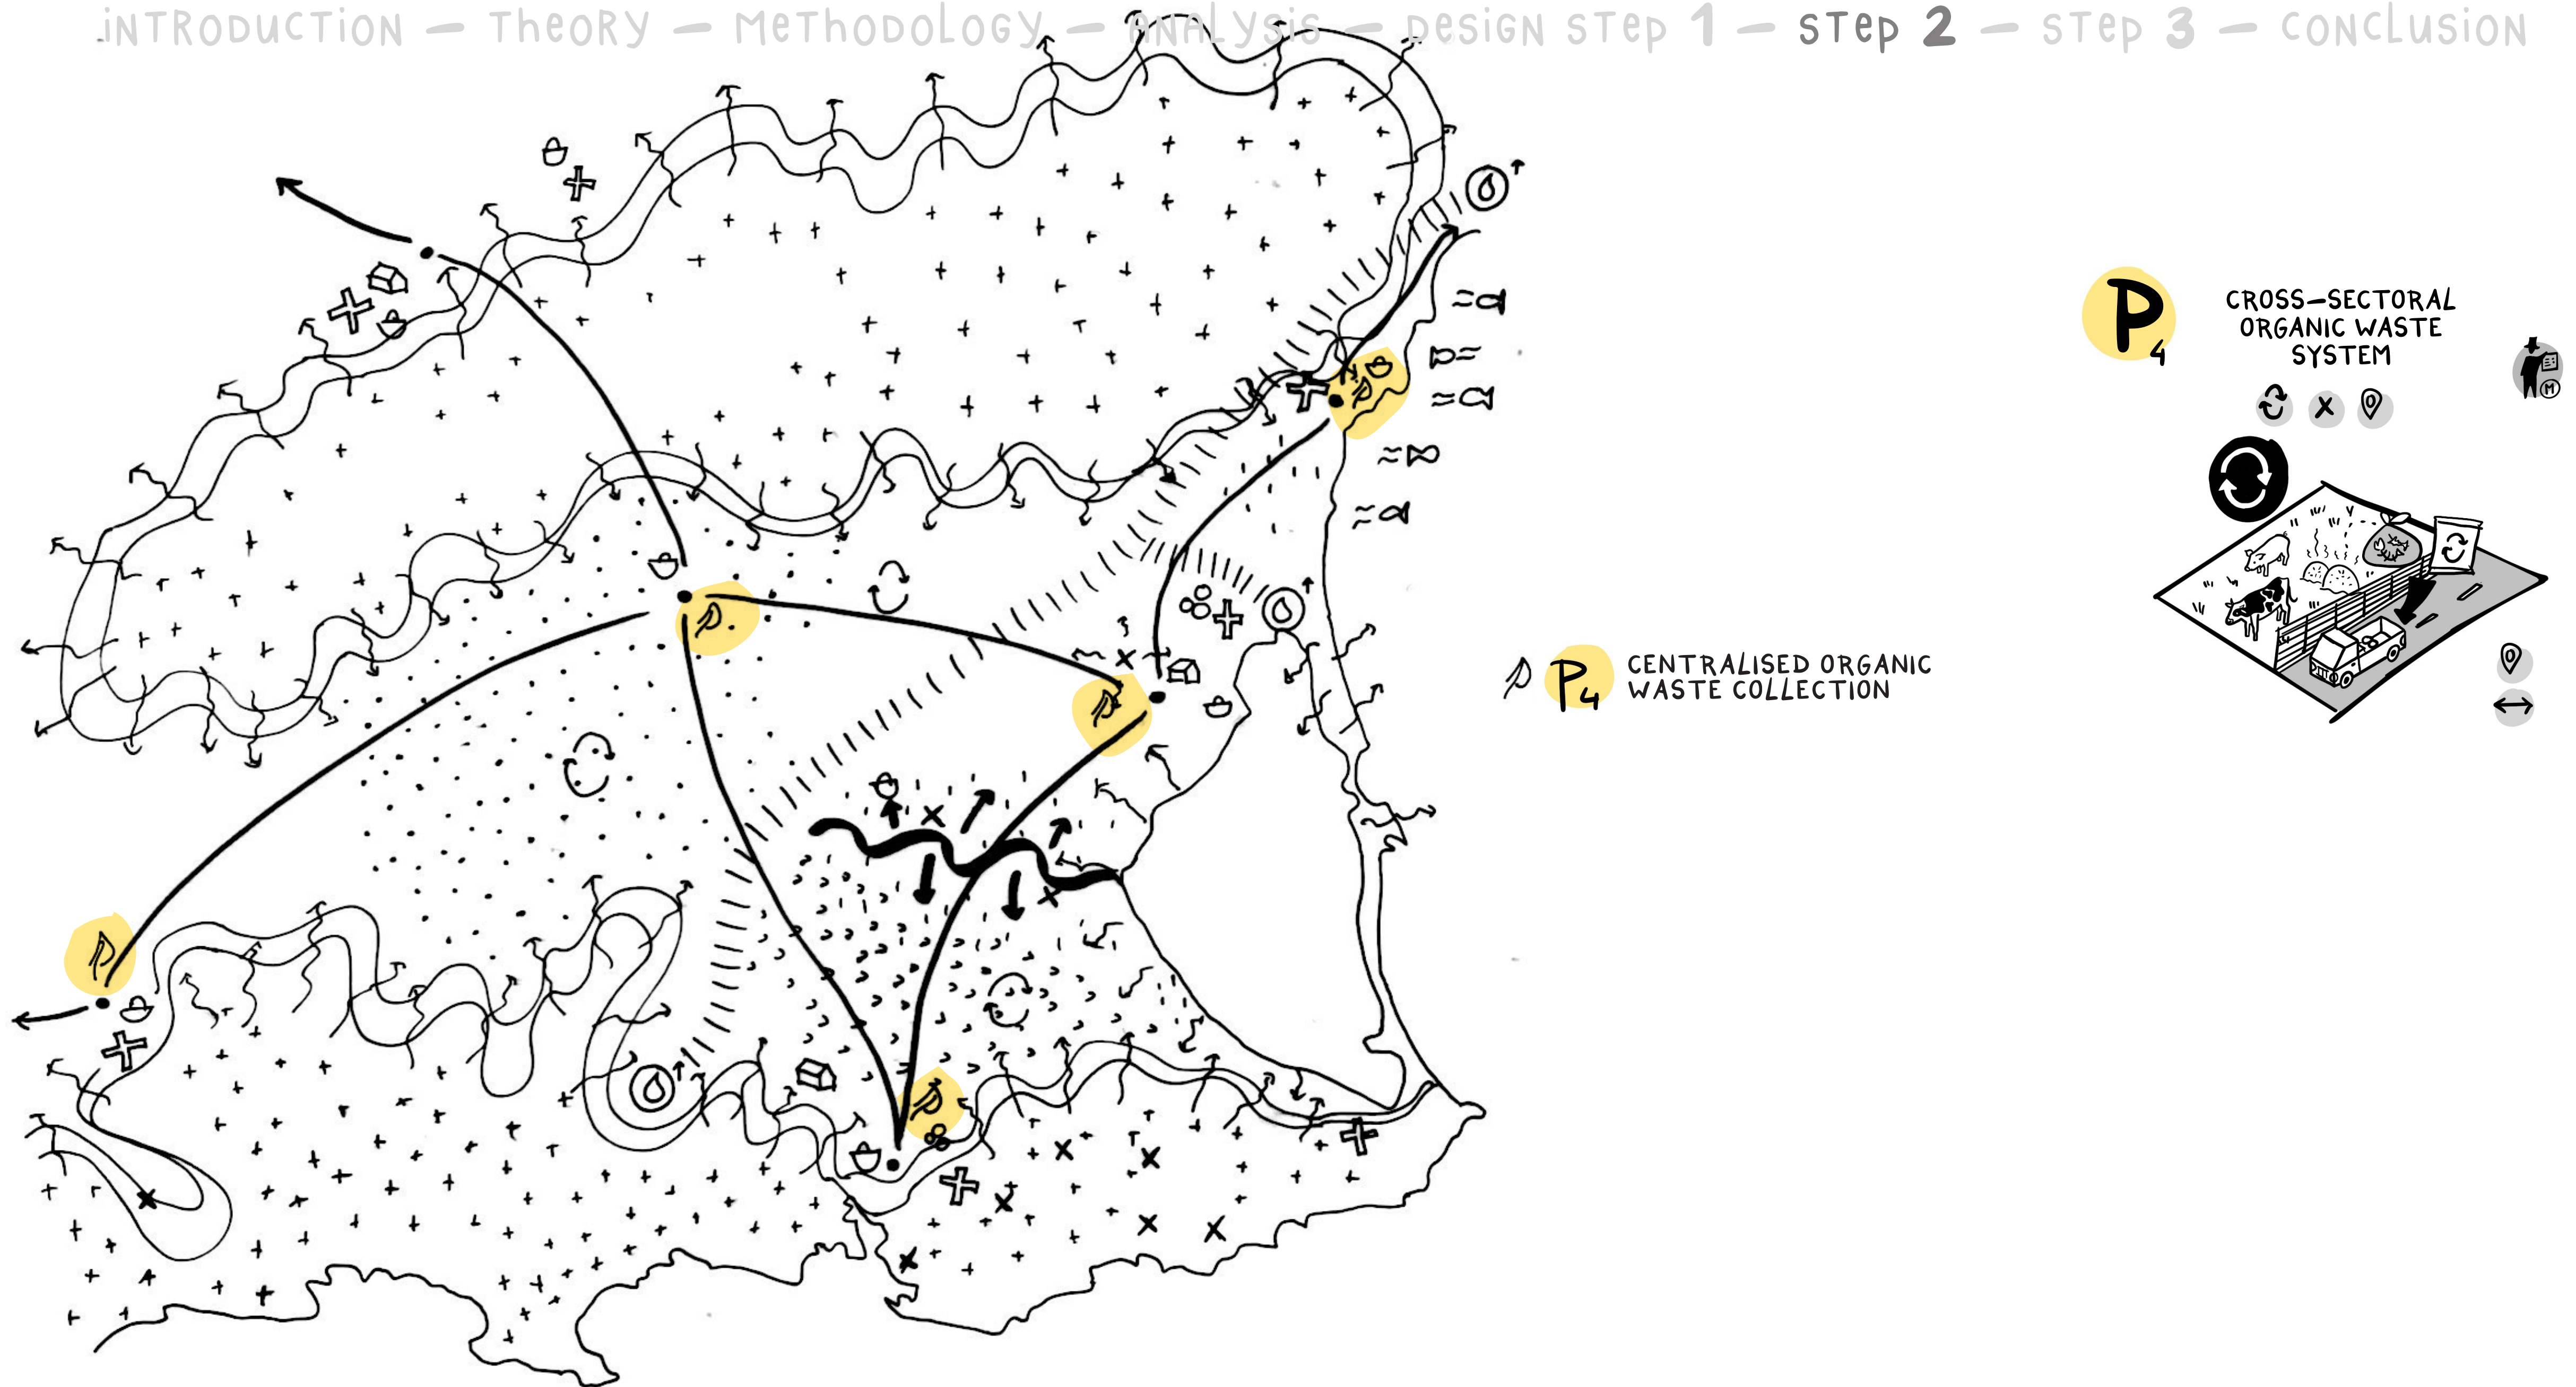 iNTRODUCTiON — THeORY — MeTHODOLOGY — ANALYSiS — DeSiGN STep 1 — STep 2 — STep 3 — CONCLUSiON
P4
CROSS-SECTORAL
ORGANIC WASTE
SYSTEM
M
P4 CENTRALISED ORGANIC
WASTE COLLECTION